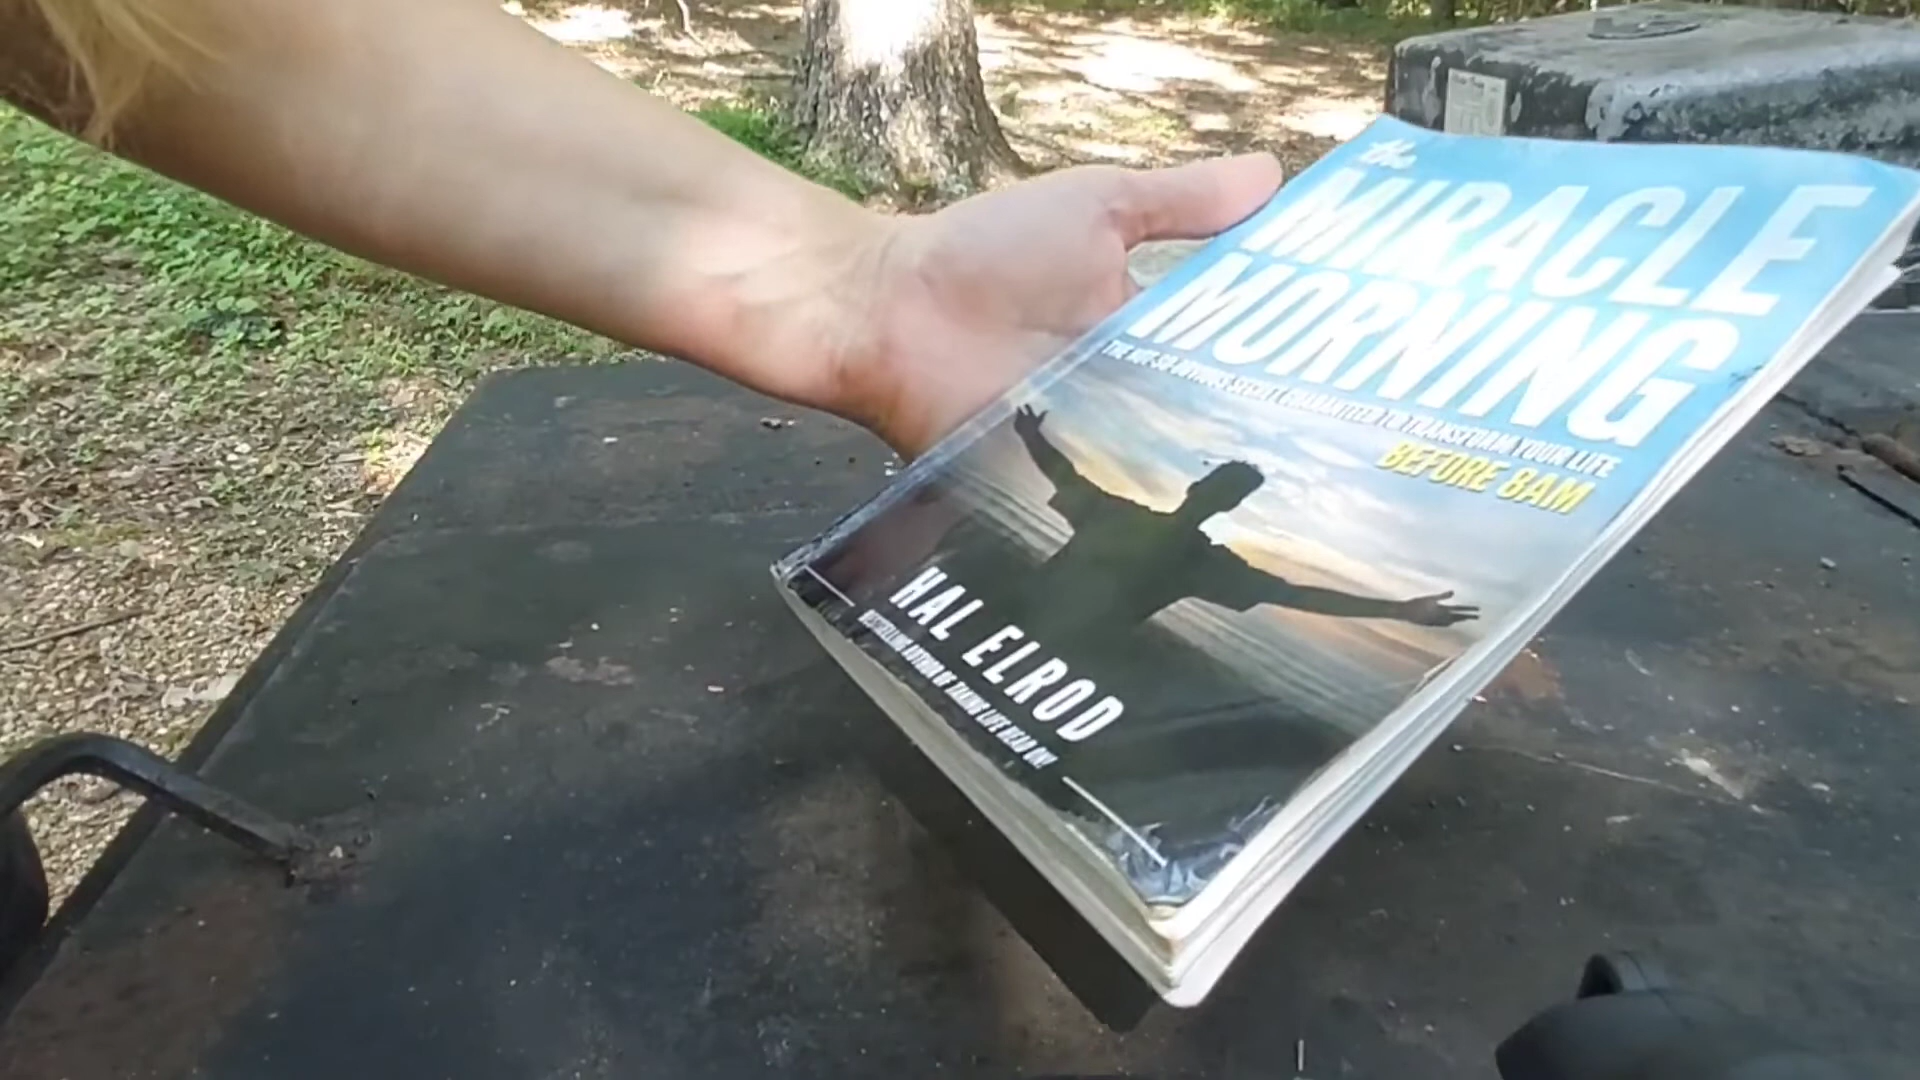 the
MIRACLE
MORNING
THE NOT-SO-OBVIOUS SECRET GUARANTEED TO TRANSFORM YOUR LIFE
BEFORE 8AM
HAL ELROD
BESTSELLING AUTHOR OF TAKING LIFE HEAD ON!